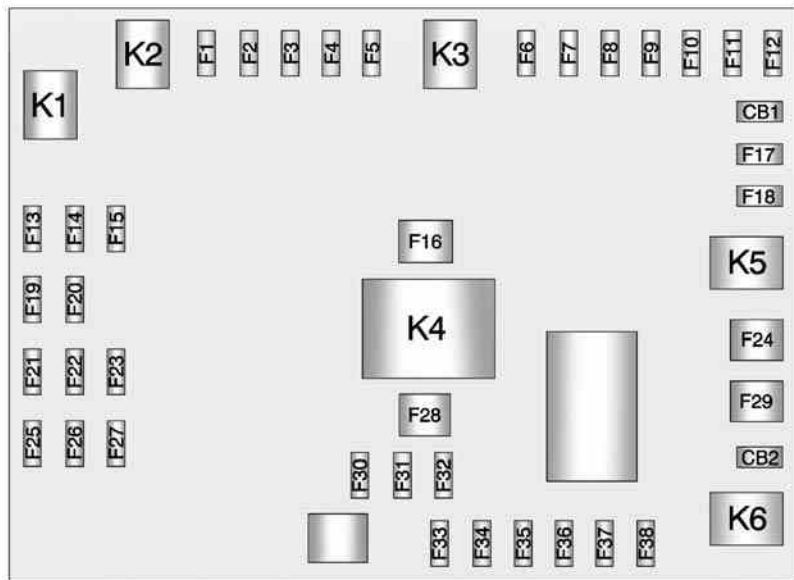 K2 F1 F2 F3 F4 F5 K3 F6 F7 F8 F9 F10 F11 F12
K1
CB1
F17
F18
F13 F14 F15
F16
K5
F19 F20
K4
F24
F21 F22 F23
F29
F28
F25 F26 F27
CB2
F30 F31 F32
K6
F33 F34 F35 F36 F37 F38